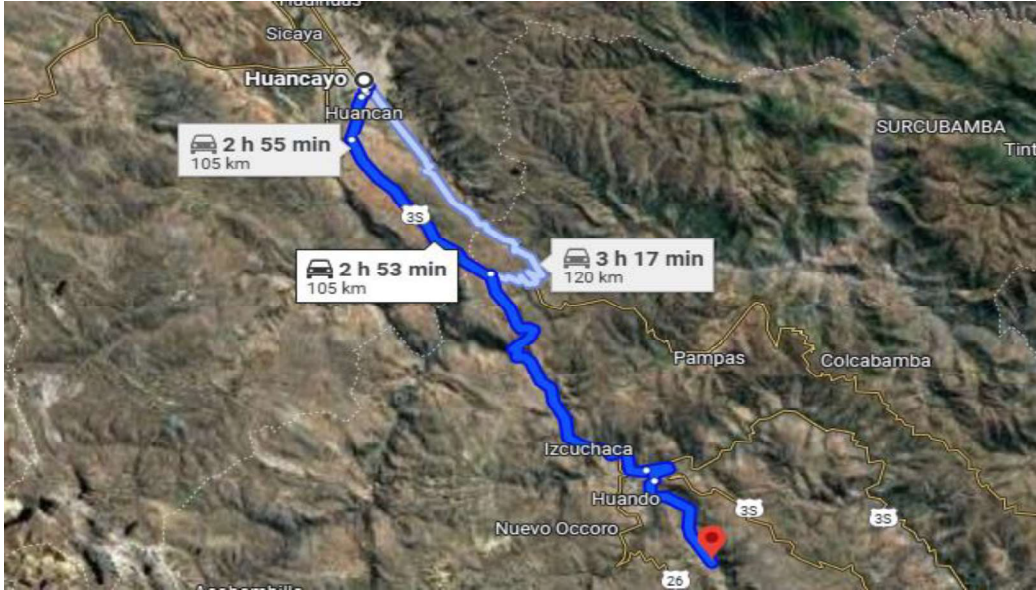 Sicaya
Huancayo
Huancan
SURCUBAMBA
2 h 55 min
105 km
3S
3 h 17 min
120 km
2 h 53 min
105 km
Pampas
Colcabamba
Izcuchaca
Huando
3S
3S
Nuevo Occoro
26